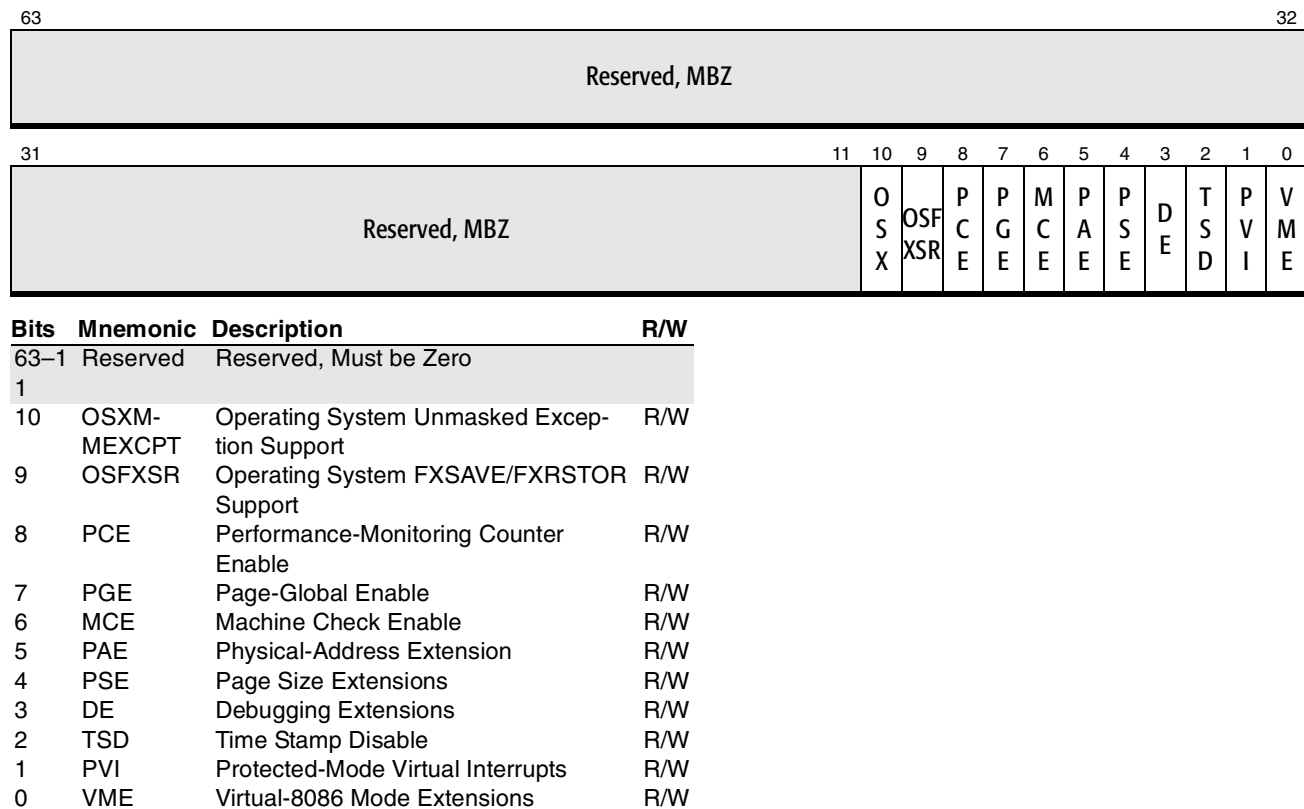 63 32
Reserved, MBZ
31 11 10 9 8 7 6 5 4 3 2 1 0
Reserved, MBZ
O S X
OSF XSR
P C E
P G E
M C E
P A E
P S E
D E
T S D
P V I
V M E
Bits Mnemonic Description R/W
63–1 Reserved Reserved, Must be Zero
1
10 OSXM- Operating System Unmasked Excep- R/W
MEXCPT tion Support
9 OSFXSR Operating System FXSAVE/FXRSTOR R/W
Support
8 PCE Performance-Monitoring Counter R/W
Enable
7 PGE Page-Global Enable R/W
6 MCE Machine Check Enable R/W
5 PAE Physical-Address Extension R/W
4 PSE Page Size Extensions R/W
3 DE Debugging Extensions R/W
2 TSD Time Stamp Disable R/W
1 PVI Protected-Mode Virtual Interrupts R/W
0 VME Virtual-8086 Mode Extensions R/W